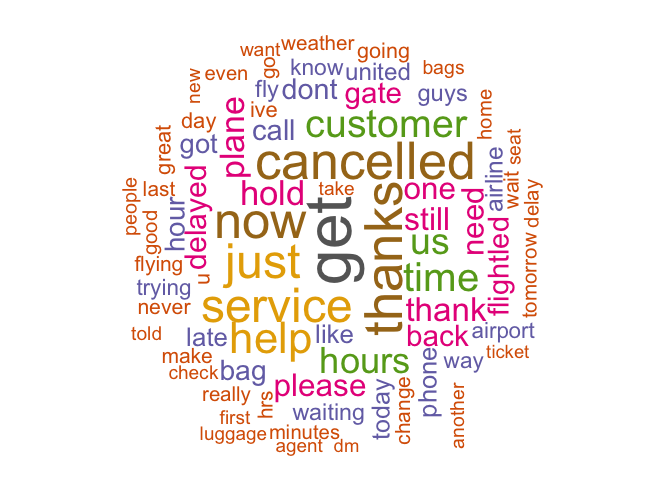 want
weather
going
go
know
united
bags
new
even
fly
dont
gate
guys
day
ive
call
customer
home
great
got
plane
cancelled
seat
wait
airline
people
last
hour
delayed
hold
take
one
need
good
now
get
thanks
still
us
flightled
delay
tomorrow
flying
u
just
time
trying
never
service
thank
told
late
help
like
back
airport
make
check
bag
hours
phone
way
ticket
really
hrs
please
today
change
another
first
waiting
luggage
minutes
agent
dm